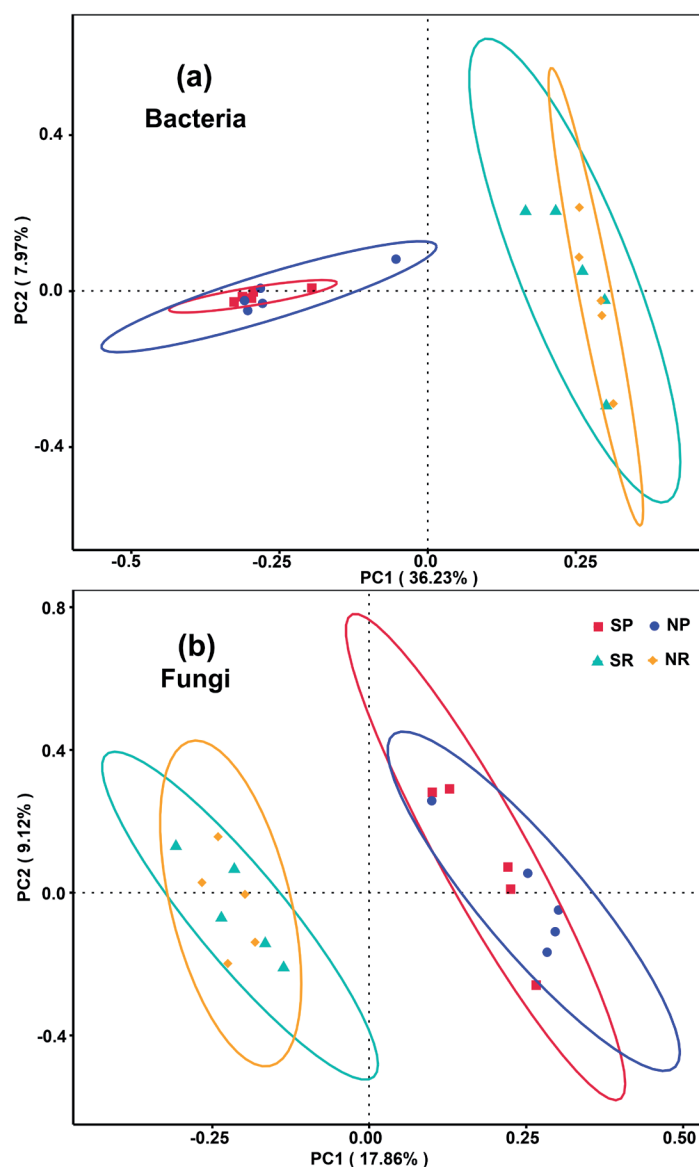 (a)
Bacteria
0.4
0.0
-0.4
PC2 ( 7.97% )
-0.5 -0.25 0.0 0.25
PC1 ( 36.23% )
(b)
Fungi
SP NP
SR NR
0.8
0.4
0.0
-0.4
PC2 ( 9.12% )
-0.25 0.00 0.25 0.50
PC1 ( 17.86% )